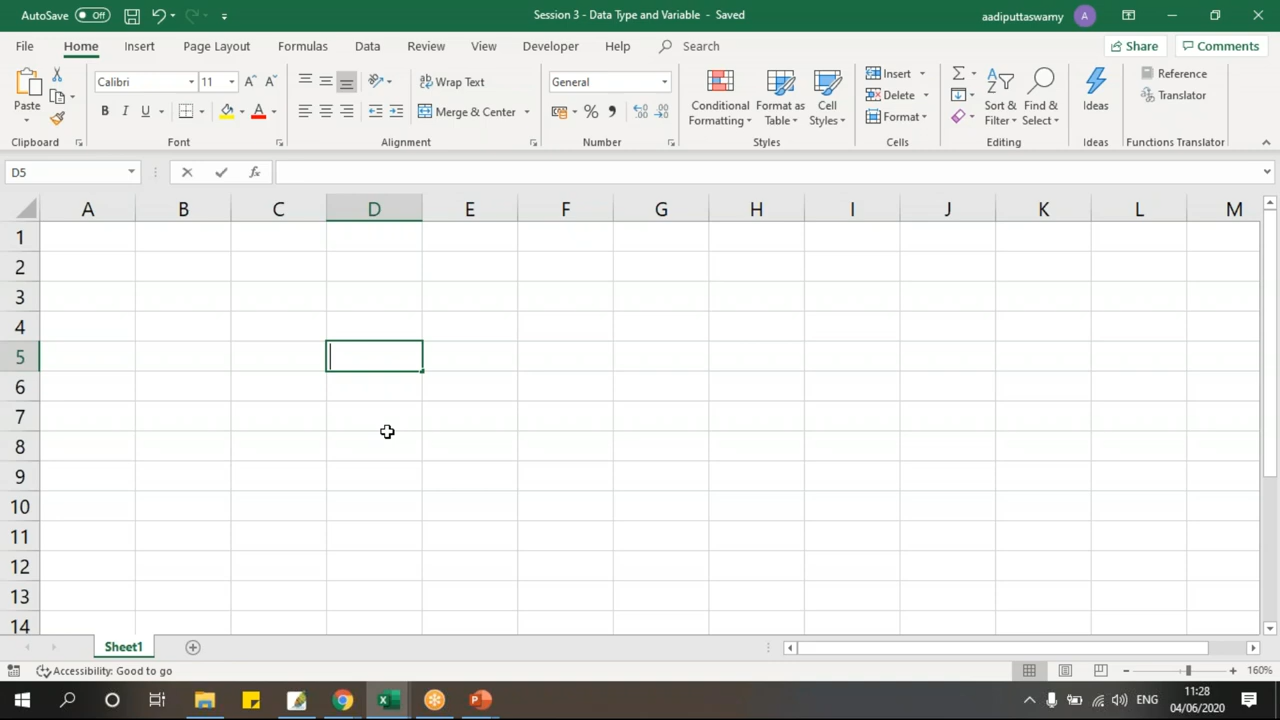 AutoSave Off Session 3 - Data Type and Variable - Saved aadiputtaswamy A
File Home Insert Page Layout Formulas Data Review View Developer Help Search Share Comments
Paste
Clipboard
Calibri 11
B I U
Font
Wrap Text
Merge & Center
Alignment
General
Number
Conditional Formatting
Format as Table
Cell Styles
Styles
Insert
Delete
Format
Cells
Sort & Filter
Find & Select
Editing
Ideas
Ideas
Reference
Translator
Functions Translator
D5 fx
A B C D E F G H I J K L M
1
2
3
4
5
6
7
8
9
10
11
12
13
14
Sheet1
Accessibility: Good to go 160%
ENG 11:28
04/06/2020